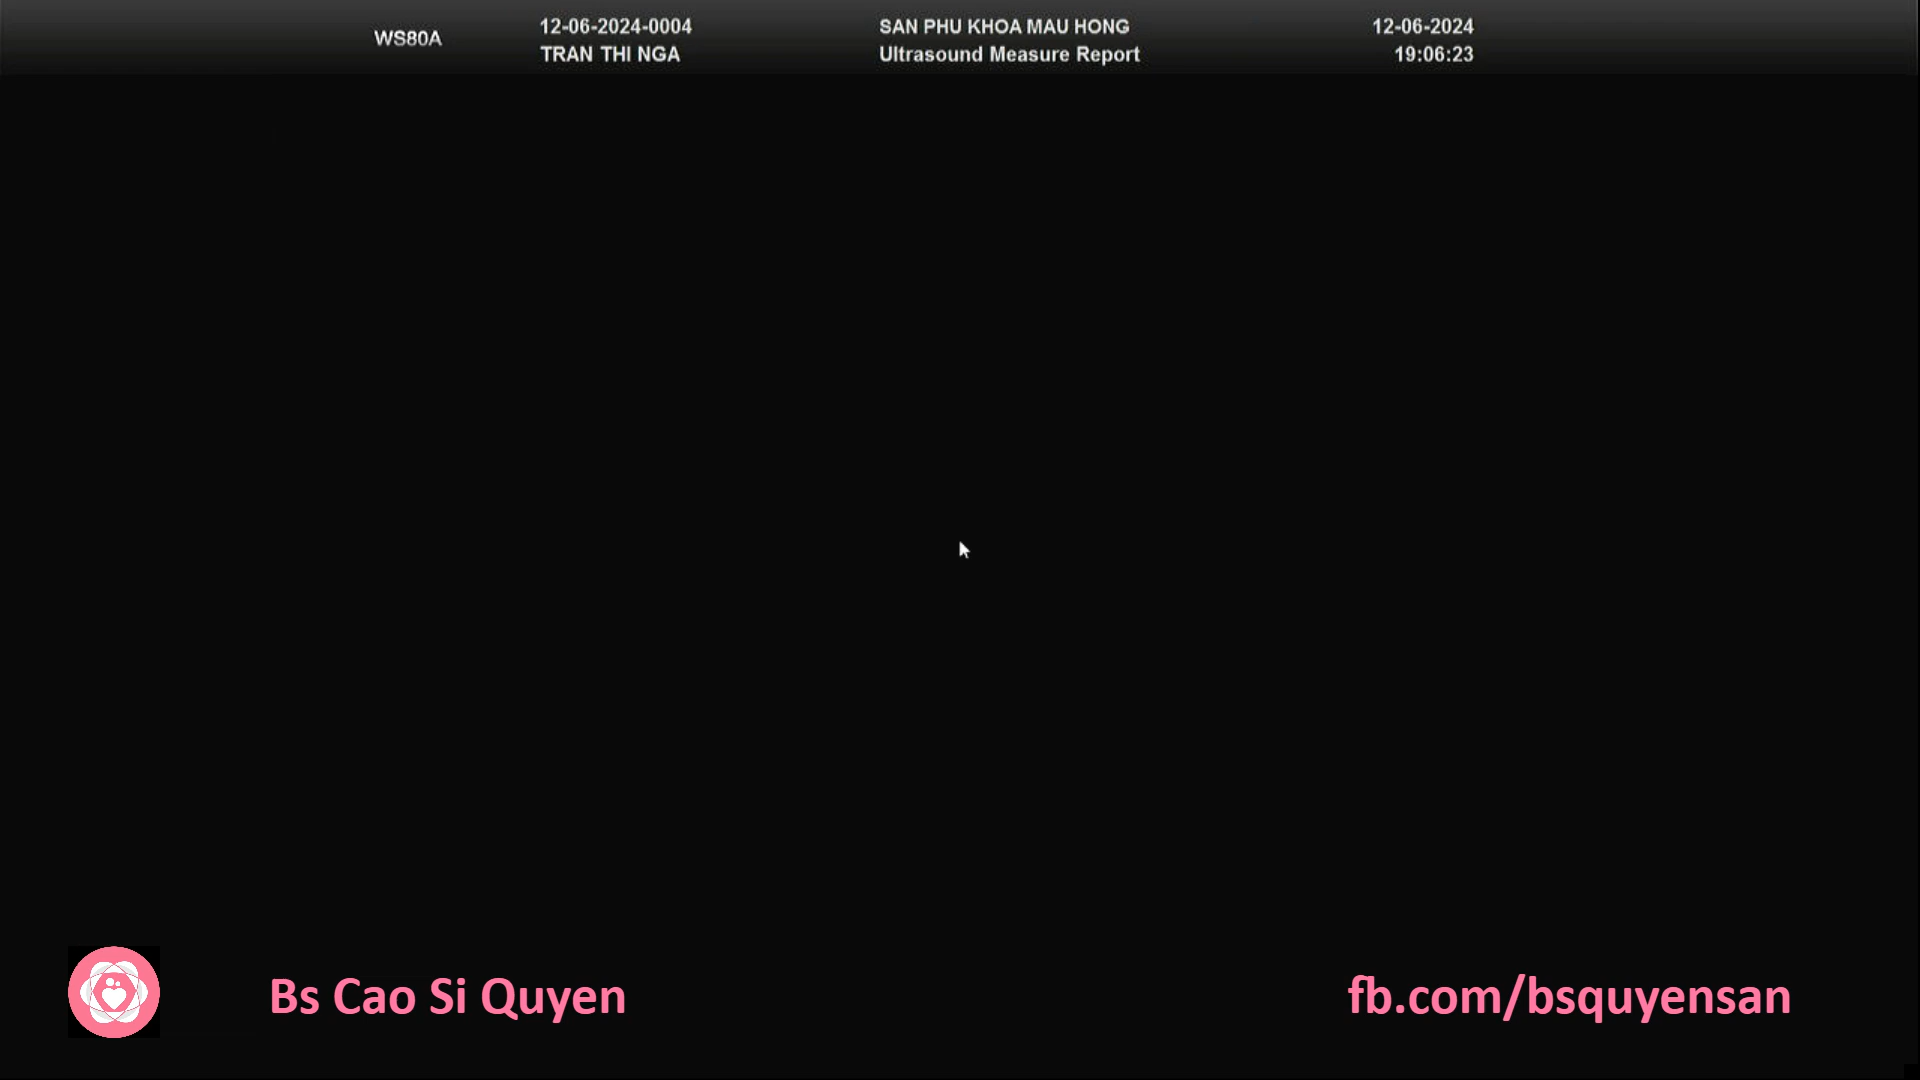 WS80A
12-06-2024-0004
TRAN THI NGA
SAN PHU KHOA MAU HONG
Ultrasound Measure Report
12-06-2024
19:06:23
Bs Cao Si Quyen
fb.com/bsquyensan